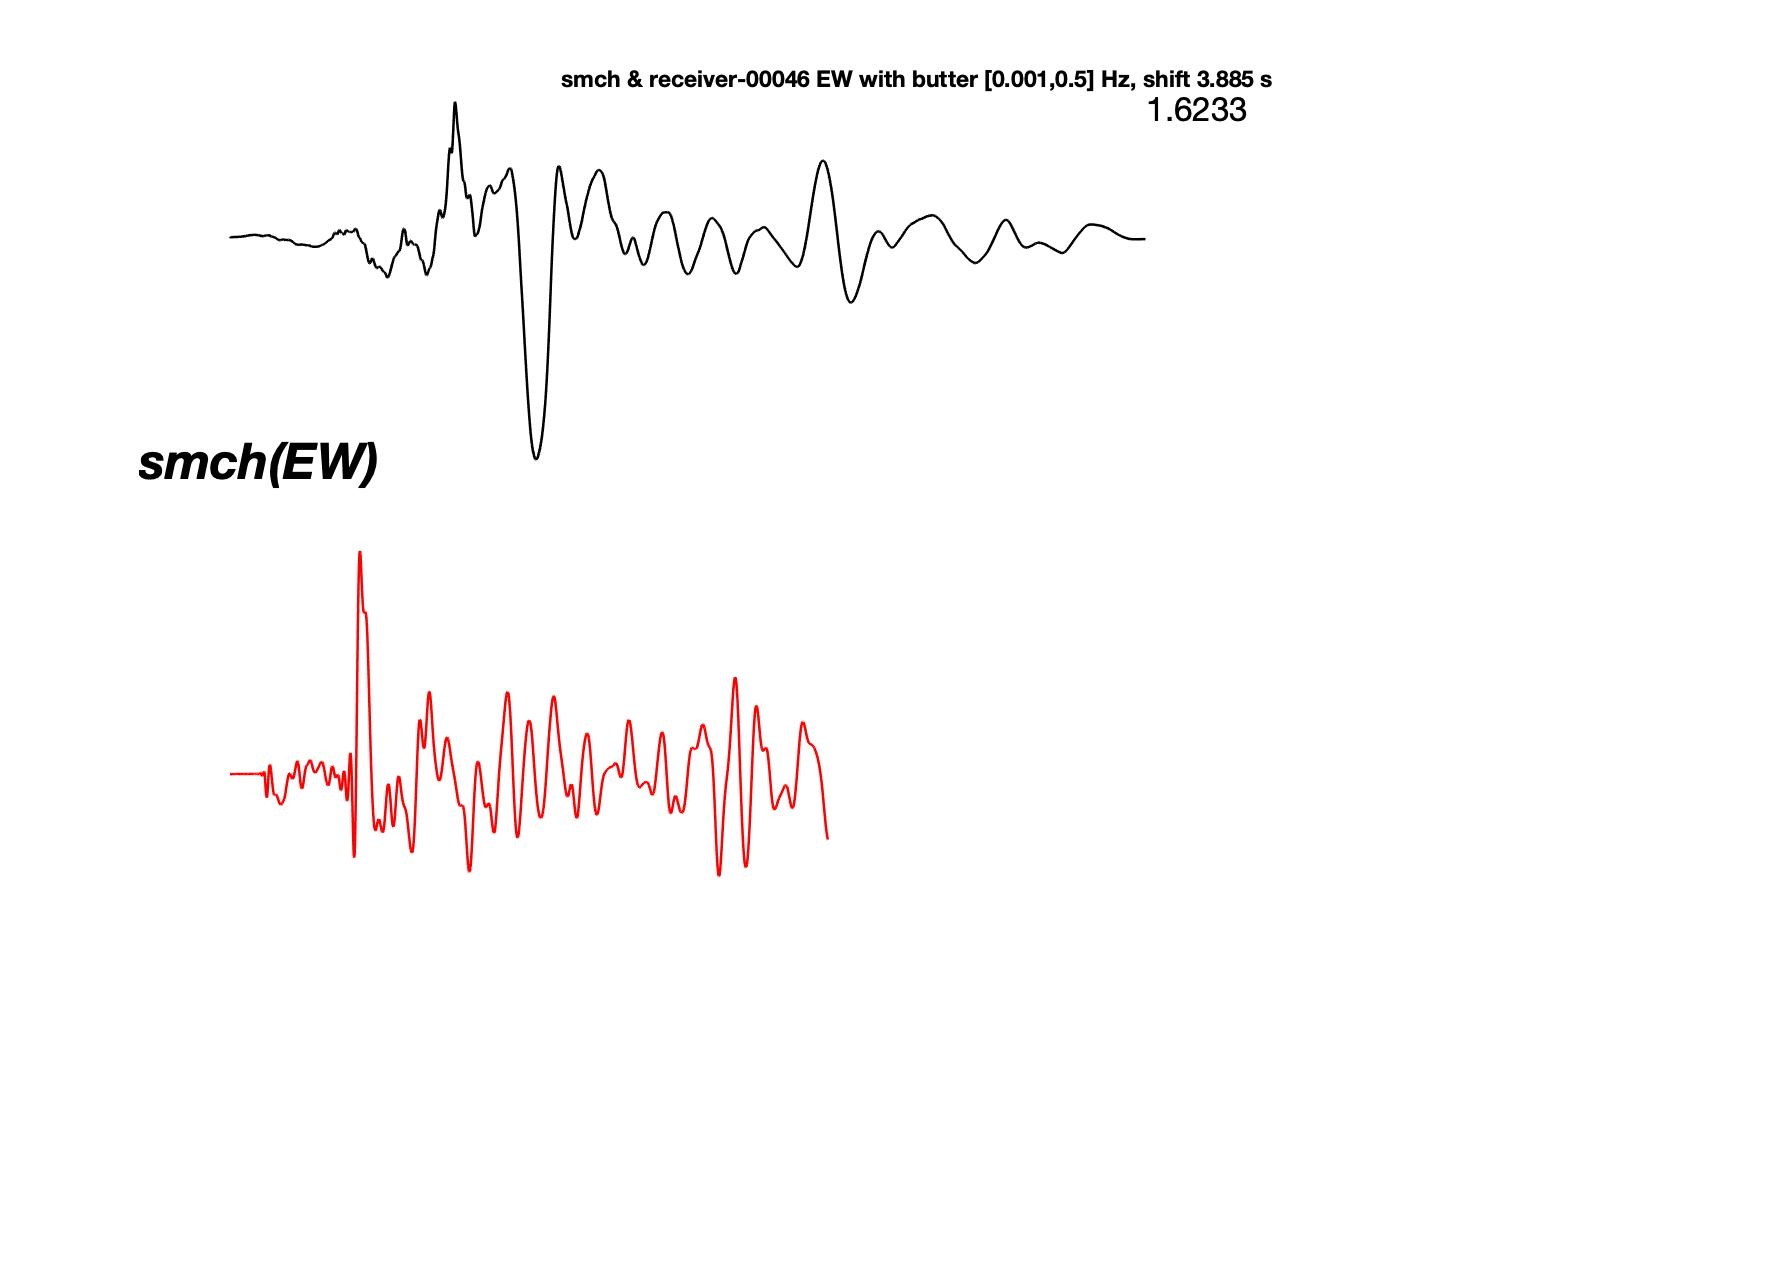 smch & receiver-00046 EW with butter [0.001,0.5] Hz, shift 3.885 s
1.6233
smch(EW)